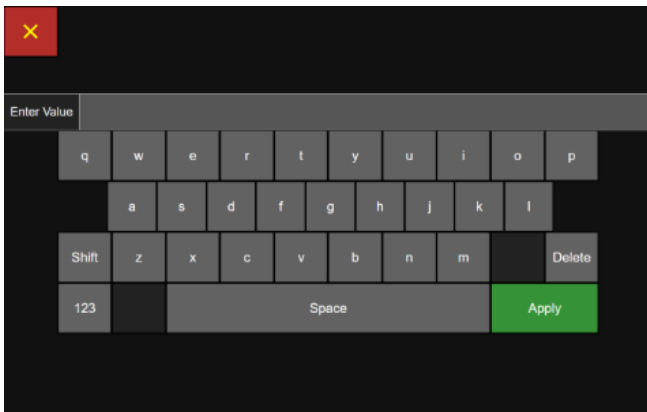 ✕
Enter Value
q w e r t y u i o p
a s d f g h j k l
Shift z x c v b n m Delete
123 Space Apply